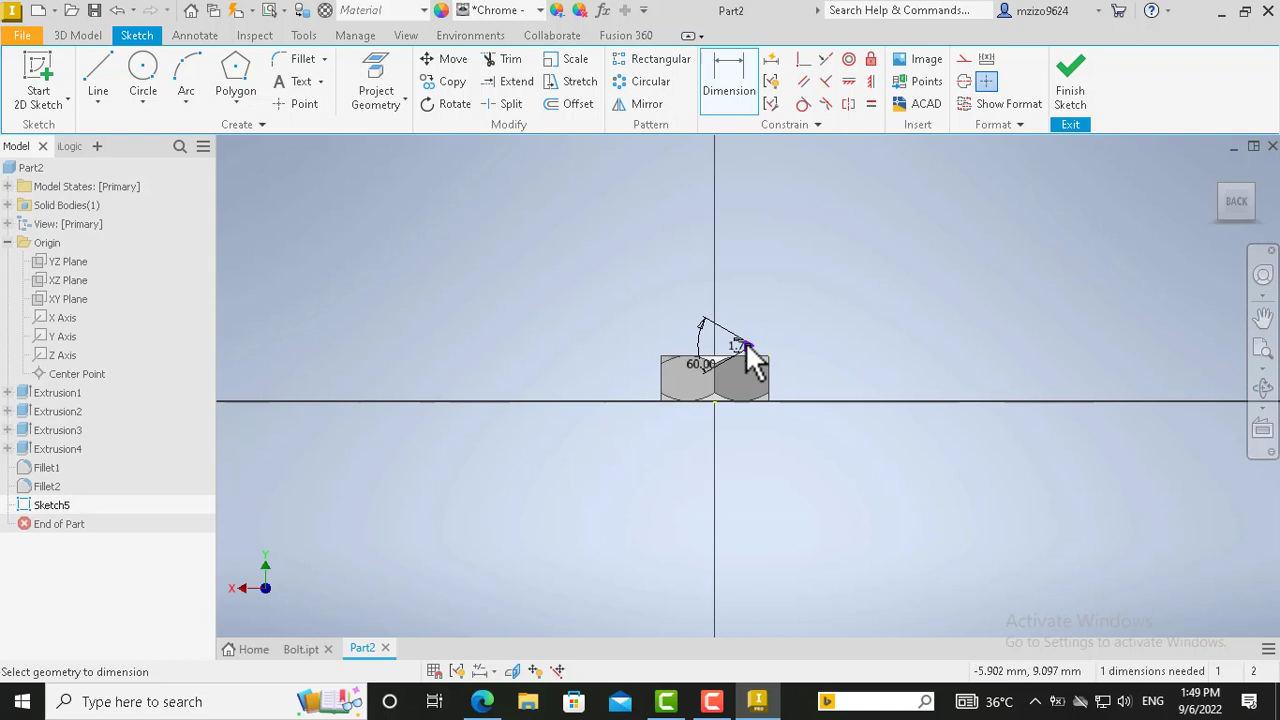 Material
*Chrome
Part2
Search Help & Commands...
mzizo9624
File
3D Model
Sketch
Annotate
Inspect
Tools
Manage
View
Environments
Collaborate
Fusion 360
Start
2D Sketch
Line
Circle
Arc
Polygon
Fillet
Text
Point
Project
Geometry
Move
Copy
Rotate
Trim
Extend
Split
Scale
Stretch
Offset
Rectangular
Circular
Mirror
Dimension
Image
Points
ACAD
Show Format
Finish
Sketch
Sketch
Create
Modify
Pattern
Constrain
Insert
Format
Exit
Model
iLogic
Part2
Model States: [Primary]
Solid Bodies(1)
View: [Primary]
Origin
YZ Plane
XZ Plane
XY Plane
X Axis
Y Axis
Z Axis
Center Point
Extrusion1
Extrusion2
Extrusion3
Extrusion4
Fillet1
Fillet2
Sketch5
End of Part
BACK
60.00
Y
X
Activate Windows
Go to Settings to activate Windows.
Home
Bolt.ipt
Part2
Select geometry to dimension
-5.902 mm, 9.097 mm
1 dimensions needed
1
2
Type here to search
PRO
36°C
ENG
1:49 PM
9/6/2022